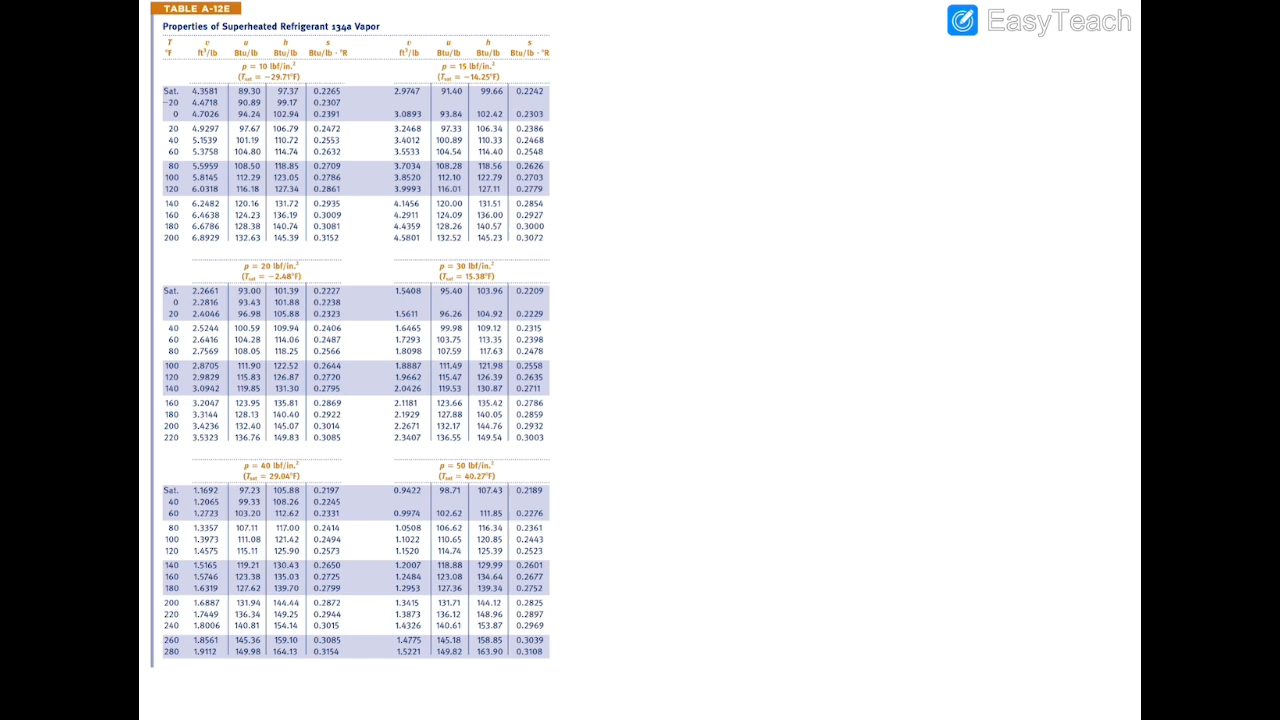 TABLE A-12E
EasyTeach
Properties of Superheated Refrigerant 134a Vapor
T v u h s v u h s
°F ft³/lb Btu/lb Btu/lb Btu/lb · °R ft³/lb Btu/lb Btu/lb Btu/lb · °R
p = 10 lbf/in.² p = 15 lbf/in.²
(Tsat = −29.71°F) (Tsat = −14.25°F)
Sat. 4.3581 89.30 97.37 0.2265 2.9747 91.40 99.66 0.2242
−20 4.4718 90.89 99.17 0.2307
0 4.7026 94.24 102.94 0.2391 3.0893 93.84 102.42 0.2303
20 4.9297 97.67 106.79 0.2472 3.2468 97.33 106.34 0.2386
40 5.1539 101.19 110.72 0.2553 3.4012 100.89 110.33 0.2468
60 5.3758 104.80 114.74 0.2632 3.5533 104.54 114.40 0.2548
80 5.5959 108.50 118.85 0.2709 3.7034 108.28 118.56 0.2626
100 5.8145 112.29 123.05 0.2786 3.8520 112.10 122.79 0.2703
120 6.0318 116.18 127.34 0.2861 3.9993 116.01 127.11 0.2779
140 6.2482 120.16 131.72 0.2935 4.1456 120.00 131.51 0.2854
160 6.4638 124.23 136.19 0.3009 4.2911 124.09 136.00 0.2927
180 6.6786 128.38 140.74 0.3081 4.4359 128.26 140.57 0.3000
200 6.8929 132.63 145.39 0.3152 4.5801 132.52 145.23 0.3072
p = 20 lbf/in.² p = 30 lbf/in.²
(Tsat = −2.48°F) (Tsat = 15.38°F)
Sat. 2.2661 93.00 101.39 0.2227 1.5408 95.40 103.96 0.2209
0 2.2816 93.43 101.88 0.2238
20 2.4046 96.98 105.88 0.2323 1.5611 96.26 104.92 0.2229
40 2.5244 100.59 109.94 0.2406 1.6465 99.98 109.12 0.2315
60 2.6416 104.28 114.06 0.2487 1.7293 103.75 113.35 0.2398
80 2.7569 108.05 118.25 0.2566 1.8098 107.59 117.63 0.2478
100 2.8705 111.90 122.52 0.2644 1.8887 111.49 121.98 0.2558
120 2.9829 115.83 126.87 0.2720 1.9662 115.47 126.39 0.2635
140 3.0942 119.85 131.30 0.2795 2.0426 119.53 130.87 0.2711
160 3.2047 123.95 135.81 0.2869 2.1181 123.66 135.42 0.2786
180 3.3144 128.13 140.40 0.2922 2.1929 127.88 140.05 0.2859
200 3.4236 132.40 145.07 0.3014 2.2671 132.17 144.76 0.2932
220 3.5323 136.76 149.83 0.3085 2.3407 136.55 149.54 0.3003
p = 40 lbf/in.² p = 50 lbf/in.²
(Tsat = 29.04°F) (Tsat = 40.27°F)
Sat. 1.1692 97.23 105.88 0.2197 0.9422 98.71 107.43 0.2189
40 1.2065 99.33 108.26 0.2245
60 1.2723 103.20 112.62 0.2331 0.9974 102.62 111.85 0.2276
80 1.3357 107.11 117.00 0.2414 1.0508 106.62 116.34 0.2361
100 1.3973 111.08 121.42 0.2494 1.1022 110.65 120.85 0.2443
120 1.4575 115.11 125.90 0.2573 1.1520 114.74 125.39 0.2523
140 1.5165 119.21 130.43 0.2650 1.2007 118.88 129.99 0.2601
160 1.5746 123.38 135.03 0.2725 1.2484 123.08 134.64 0.2677
180 1.6319 127.62 139.70 0.2799 1.2953 127.36 139.34 0.2752
200 1.6887 131.94 144.44 0.2872 1.3415 131.71 144.12 0.2825
220 1.7449 136.34 149.25 0.2944 1.3873 136.12 148.96 0.2897
240 1.8006 140.81 154.14 0.3015 1.4326 140.61 153.87 0.2969
260 1.8561 145.36 159.10 0.3085 1.4775 145.18 158.85 0.3039
280 1.9112 149.98 164.13 0.3154 1.5221 149.82 163.90 0.3108